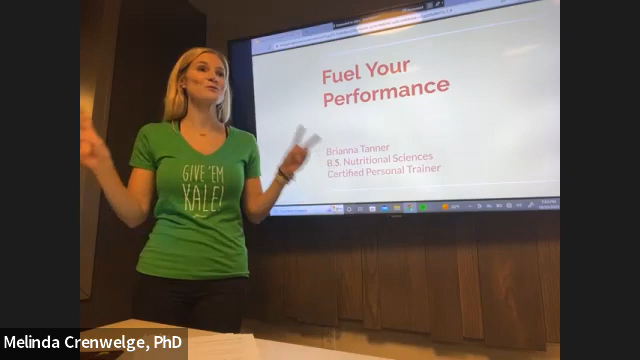 Fuel Your
Performance
Brianna Tanner
B.S. Nutritional Sciences
Certified Personal Trainer
GIVE 'EM
KALE!
Melinda Crenwelge, PhD